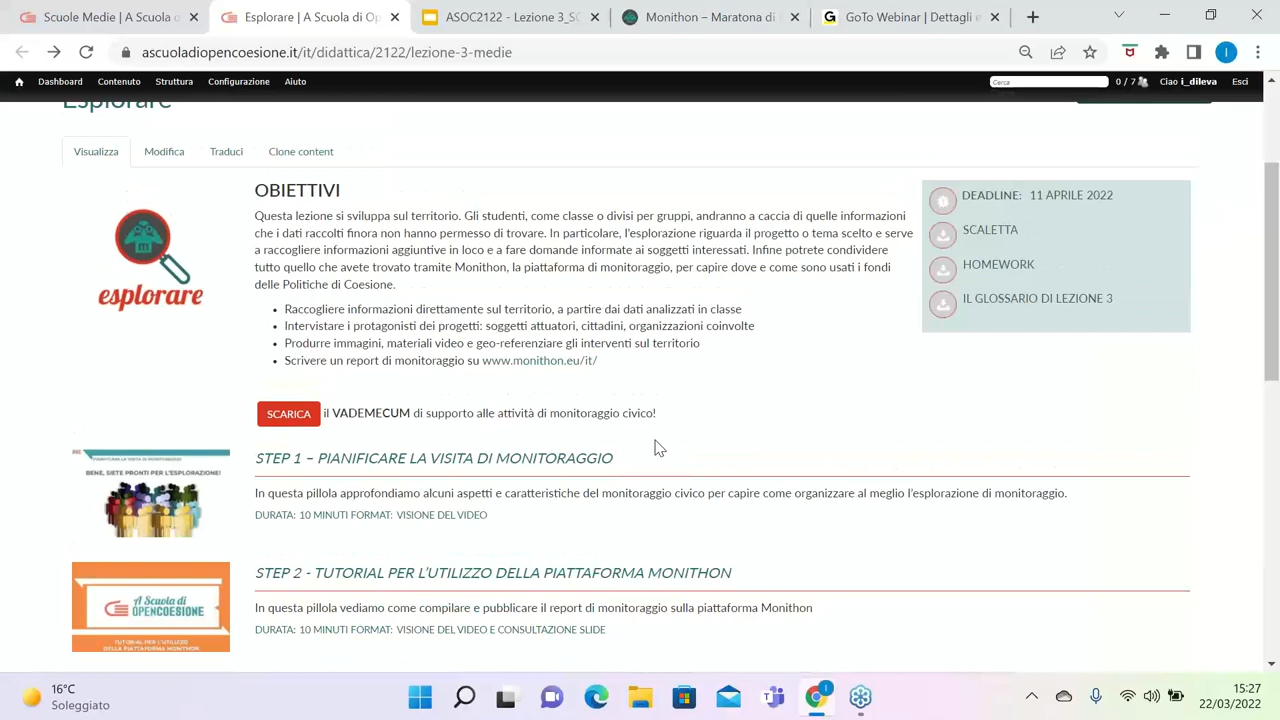 (3) Scuola Media - Lezio
Esplorare | A Scuola di Op
ASOC2122 - Lezione 3_SC
Monithon – Maratona di
GoTo Webinar | Dettagli e
ascuoladiopencoesione.it/it/didattica/2122/lezione-3-medie
I
Dashboard
Contenuto
Struttura
Configurazione
Aiuto
Cerca
0 / 7
Ciao i_dileva
Esci
Esplorare
Visualizza
Modifica
Traduci
Clone content
esplorare
OBIETTIVI
Questa lezione si sviluppa sul territorio. Gli studenti, come classe o divisi per gruppi, andranno a caccia di quelle informazioni
che i dati raccolti finora non hanno permesso di trovare. In particolare, l'esplorazione riguarda il progetto o tema scelto e serve
a raccogliere informazioni aggiuntive in loco e a fare domande informate ai soggetti interessati. Infine potrete condividere
tutto quello che avete trovato tramite Monithon, la piattaforma di monitoraggio, per capire dove e come sono usati i fondi
delle Politiche di Coesione.
Raccogliere informazioni direttamente sul territorio, a partire dai dati analizzati in classe
Intervistare i protagonisti dei progetti: soggetti attuatori, cittadini, organizzazioni coinvolte
Produrre immagini, materiali video e geo-referenziare gli interventi sul territorio
Scrivere un report di monitoraggio su www.monithon.eu/it/
DEADLINE: 11 APRILE 2022
SCALETTA
HOMEWORK
IL GLOSSARIO DI LEZIONE 3
SCARICA il VADEMECUM di supporto alle attività di monitoraggio civico!
BENE, SIETE PRONTI PER L'ESPLORAZIONE!
STEP 1 – PIANIFICARE LA VISITA DI MONITORAGGIO
In questa pillola approfondiamo alcuni aspetti e caratteristiche del monitoraggio civico per capire come organizzare al meglio l'esplorazione di monitoraggio.
DURATA: 10 MINUTI FORMAT: VISIONE DEL VIDEO
A Scuola di
OPENCOESIONE
TUTORIAL PER L'UTILIZZO
DELLA PIATTAFORMA MONITHON
STEP 2 - TUTORIAL PER L'UTILIZZO DELLA PIATTAFORMA MONITHON
In questa pillola vediamo come compilare e pubblicare il report di monitoraggio sulla piattaforma Monithon
DURATA: 10 MINUTI FORMAT: VISIONE DEL VIDEO E CONSULTAZIONE SLIDE
16°C
Soleggiato
1
15:27
22/03/2022